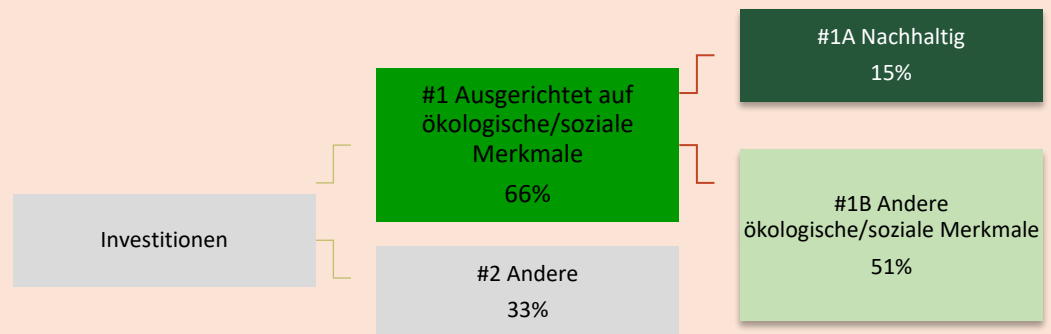 #1A Nachhaltig
15%
#1 Ausgerichtet auf
ökologische/soziale
Merkmale
66%
#1B Andere
ökologische/soziale Merkmale
51%
Investitionen
#2 Andere
33%